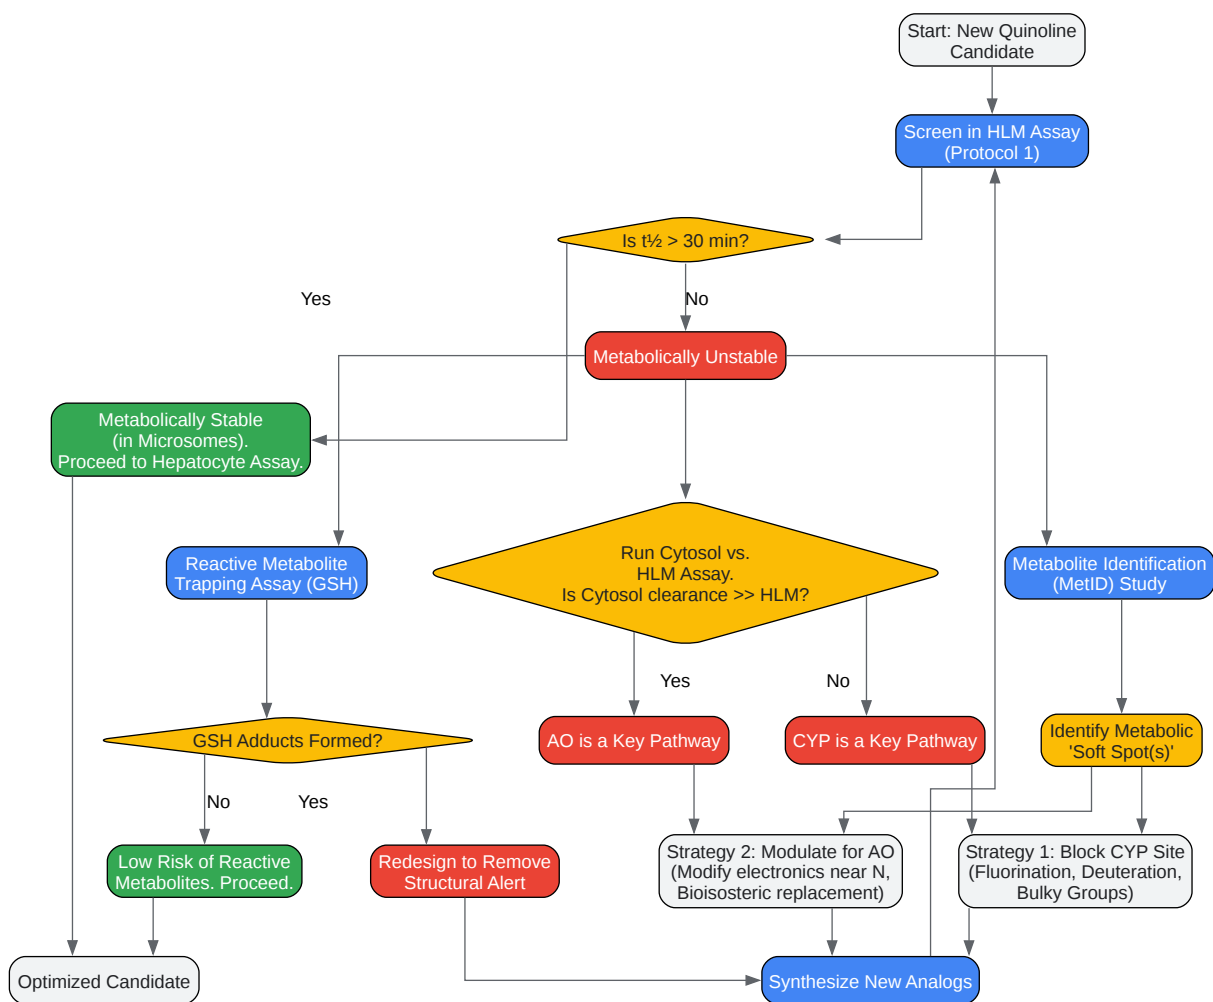 Start: New Quinoline
Candidate
Screen in HLM Assay
(Protocol 1)
Is t½ > 30 min?
Yes
No
Metabolically Unstable
Metabolically Stable
(in Microsomes).
Proceed to Hepatocyte Assay.
Run Cytosol vs.
HLM Assay.
Is Cytosol clearance >> HLM?
Reactive Metabolite
Trapping Assay (GSH)
Metabolite Identification
(MetID) Study
Yes
No
GSH Adducts Formed?
AO is a Key Pathway
CYP is a Key Pathway
Identify Metabolic
'Soft Spot(s)'
No
Yes
Low Risk of Reactive
Metabolites. Proceed.
Redesign to Remove
Structural Alert
Strategy 2: Modulate for AO
(Modify electronics near N,
Bioisosteric replacement)
Strategy 1: Block CYP Site
(Fluorination, Deuteration,
Bulky Groups)
Optimized Candidate
Synthesize New Analogs